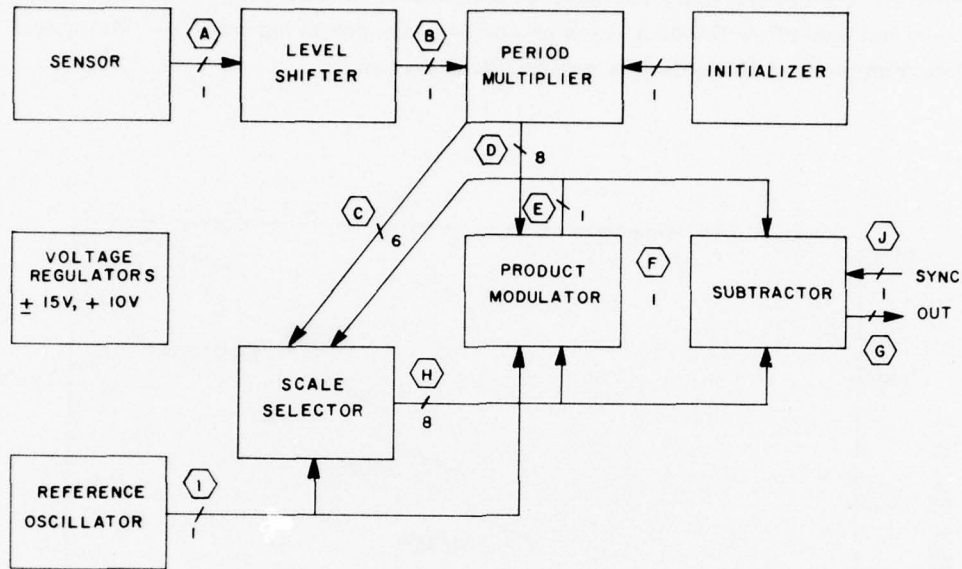 SENSOR
A
1
LEVEL
SHIFTER
B
1
PERIOD
MULTIPLIER
1
INITIALIZER
D
8
C
6
E
1
VOLTAGE
REGULATORS
± 15V, + 10V
PRODUCT
MODULATOR
F
1
SUBTRACTOR
J
1
SYNC
OUT
G
SCALE
SELECTOR
H
8
REFERENCE
OSCILLATOR
I
1